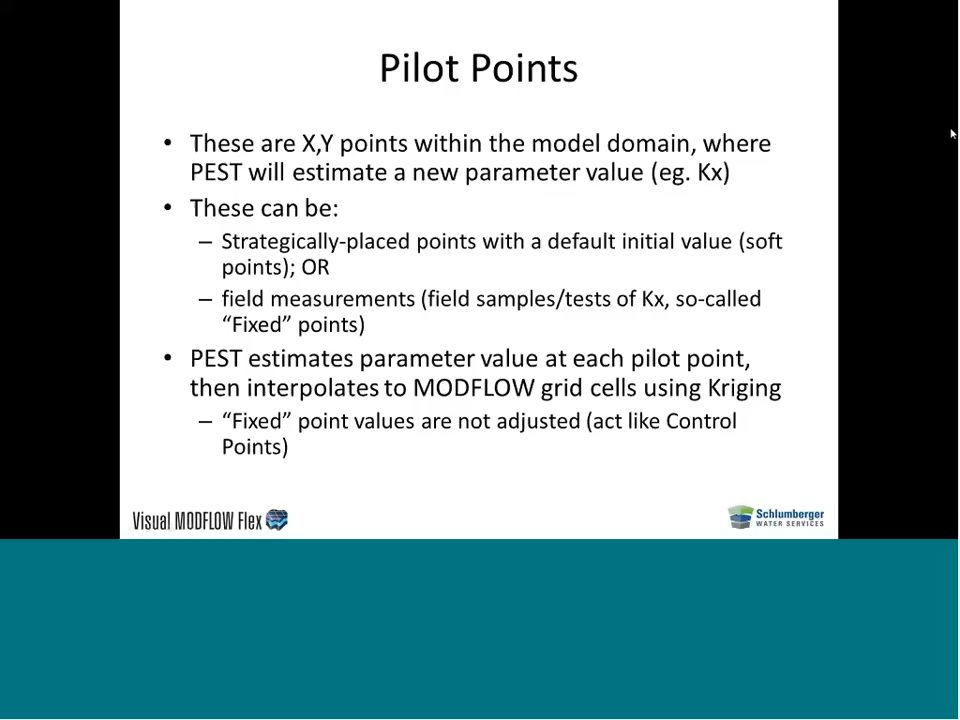 Pilot Points
• These are X,Y points within the model domain, where
PEST will estimate a new parameter value (eg. Kx)
• These can be:
– Strategically-placed points with a default initial value (soft
points); OR
– field measurements (field samples/tests of Kx, so-called
“Fixed” points)
• PEST estimates parameter value at each pilot point,
then interpolates to MODFLOW grid cells using Kriging
– “Fixed” point values are not adjusted (act like Control
Points)
Visual MODFLOW Flex
Schlumberger
WATER SERVICES